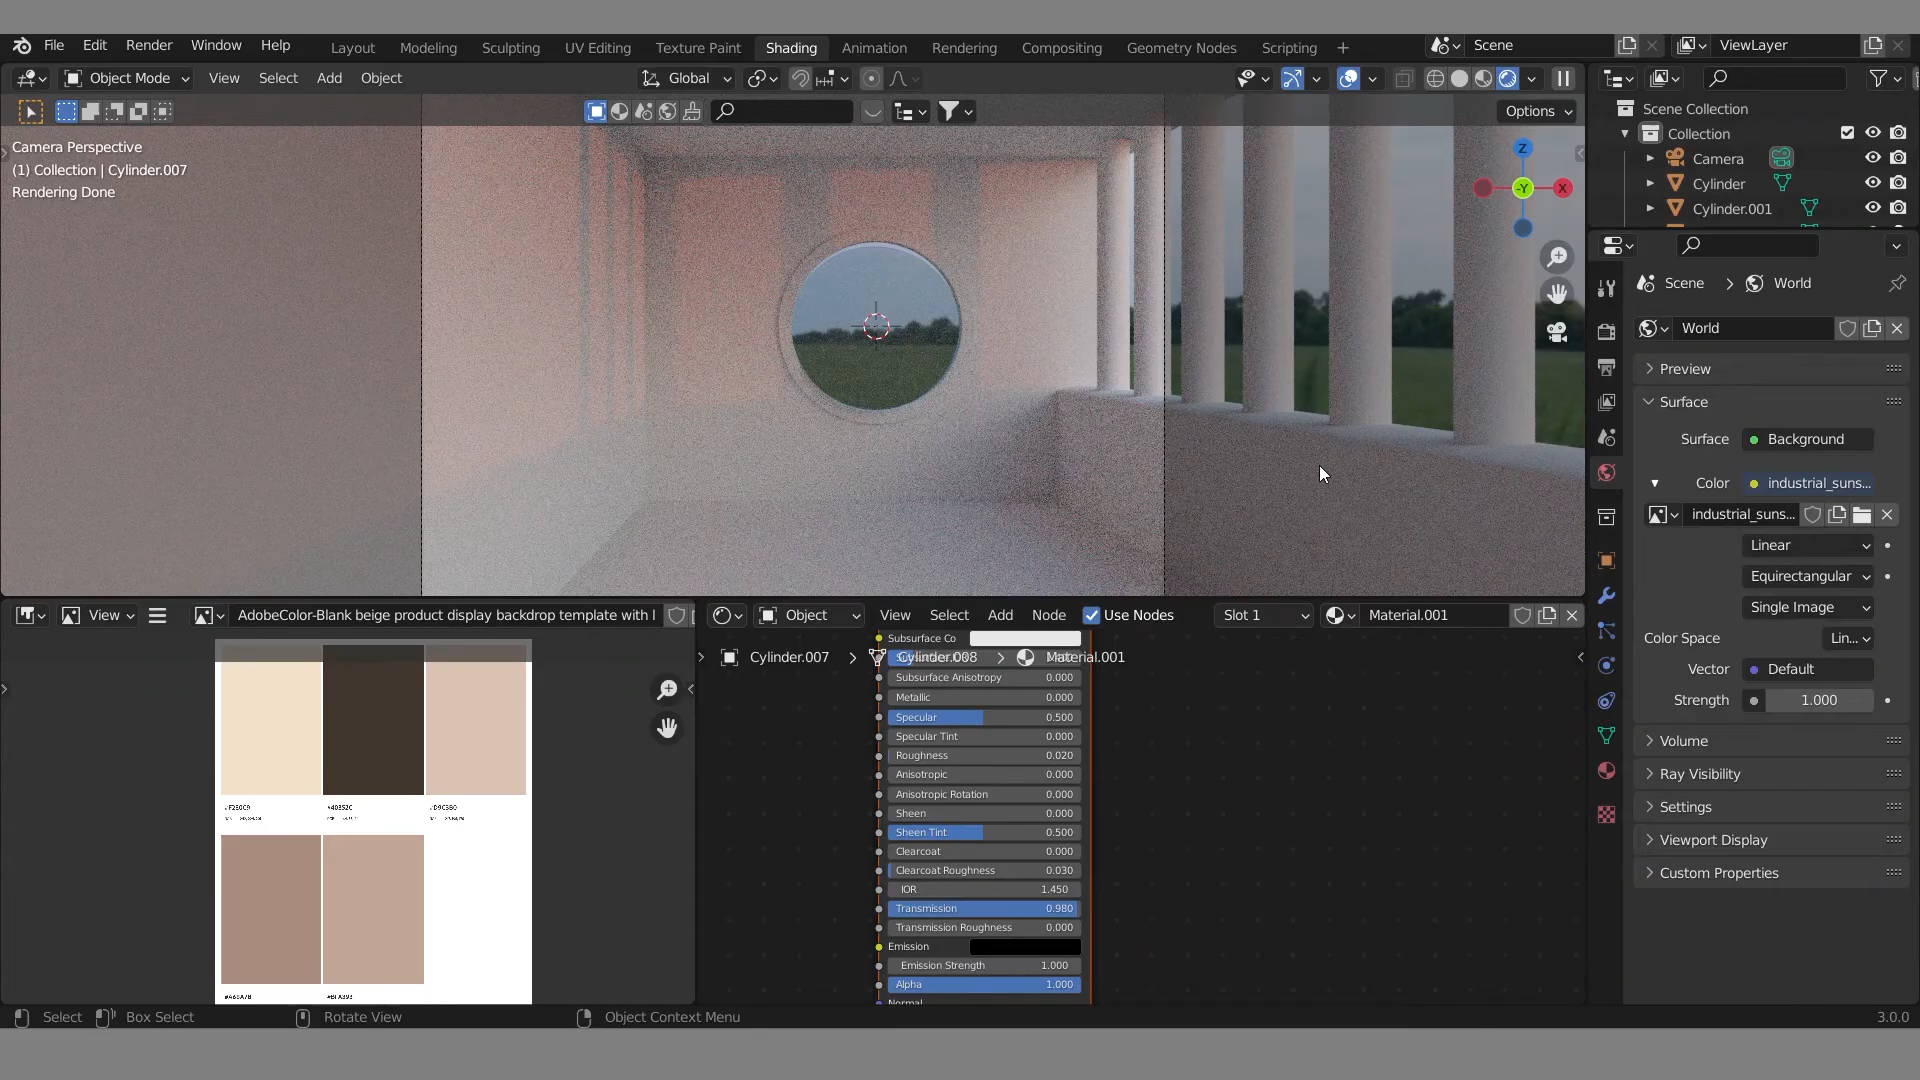 File Edit Render Window Help
Layout Modeling Sculpting UV Editing Texture Paint Shading Animation Rendering Compositing Geometry Nodes Scripting
Scene
ViewLayer
Object Mode View Select Add Object
Global
Options
Camera Perspective
(1) Collection | Cylinder.007
Rendering Done
Z
-Y
X
Scene Collection
Collection
Camera
Cylinder
Cylinder.001
Scene World
World
Preview
Surface
Surface Background
Color industrial_suns...
industrial_suns...
Linear
Equirectangular
Single Image
Color Space Lin...
Vector Default
Strength 1.000
Volume
Ray Visibility
Settings
Viewport Display
Custom Properties
View
AdobeColor-Blank beige product display backdrop template with l
Object View Select Add Node Use Nodes Slot 1 Material.001
Subsurface Co
Cylinder.007 Cylinder.008 Material.001
Subsurface Anisotropy 0.000
Metallic 0.000
Specular 0.500
Specular Tint 0.000
Roughness 0.020
Anisotropic 0.000
Anisotropic Rotation 0.000
Sheen 0.000
Sheen Tint 0.500
Clearcoat 0.000
Clearcoat Roughness 0.030
IOR 1.450
Transmission 0.980
Transmission Roughness 0.000
Emission
Emission Strength 1.000
Alpha 1.000
Normal
Select Box Select Rotate View Object Context Menu
3.0.0